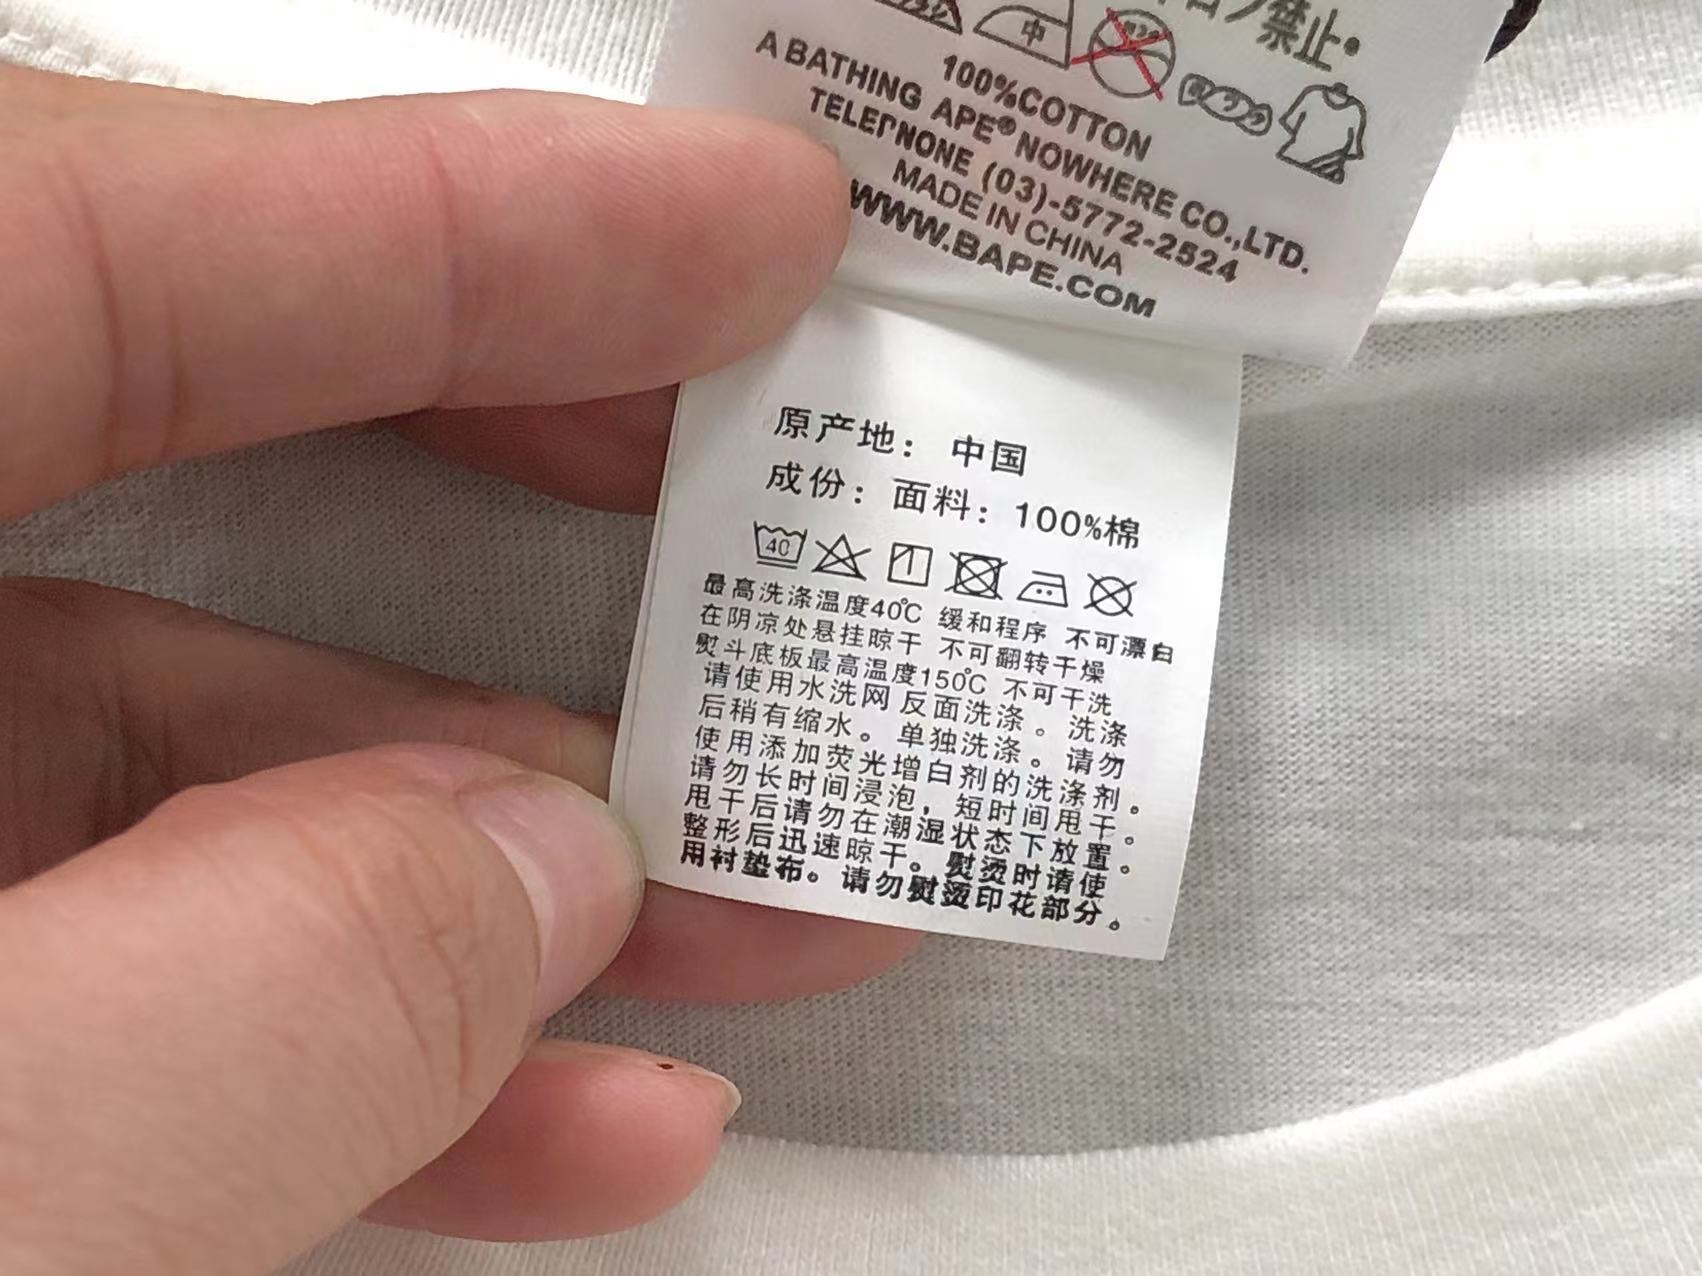 禁止。
中
100%COTTON
A BATHING APE® NOWHERE CO.,LTD.
TELEPHONE (03)-5772-2524
MADE IN CHINA
WWW.BAPE.COM
原产地： 中国
成份： 面料： 100%棉
40
最高洗涤温度40℃ 缓和程序 不可漂白
在阴凉处悬挂晾干 不可翻转干燥
熨斗底板最高温度150℃ 不可干洗
请使用水洗网 反面洗涤。洗涤
后稍有缩水。单独洗涤。请勿
使用添加荧光增白剂的洗涤剂。
请勿长时间浸泡，短时间甩干。
甩干后请勿在潮湿状态下放置。
整形后迅速晾干。熨烫时请使
用衬垫布。请勿熨烫印花部分。